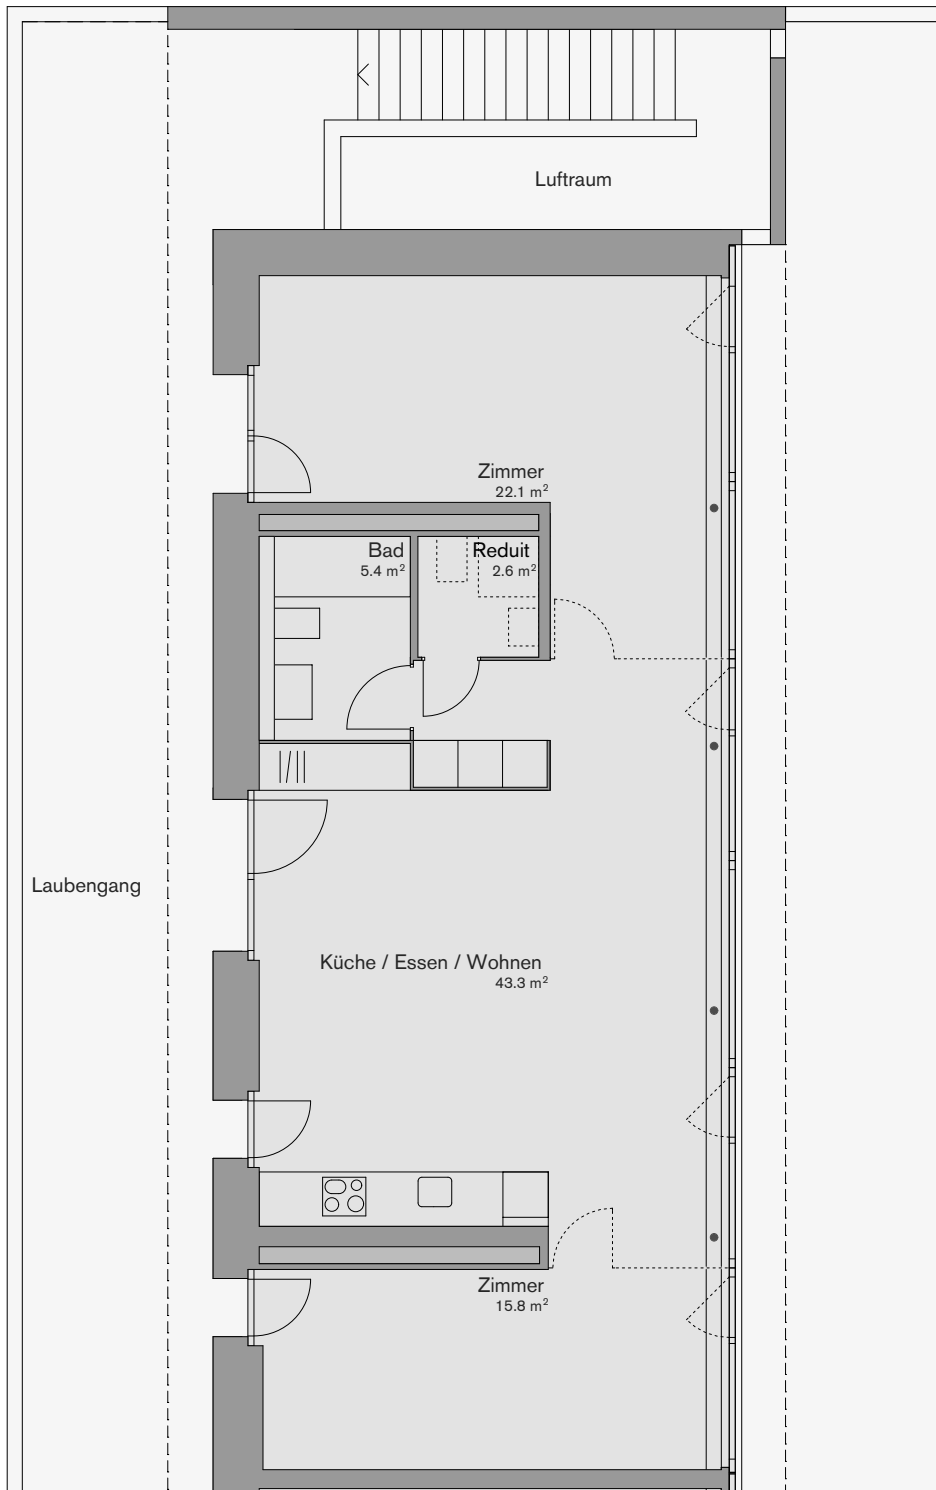 Luftraum
Zimmer
22.1 m²
Bad
5.4 m²
Reduit
2.6 m²
Laubengang
Küche / Essen / Wohnen
43.3 m²
Zimmer
15.8 m²